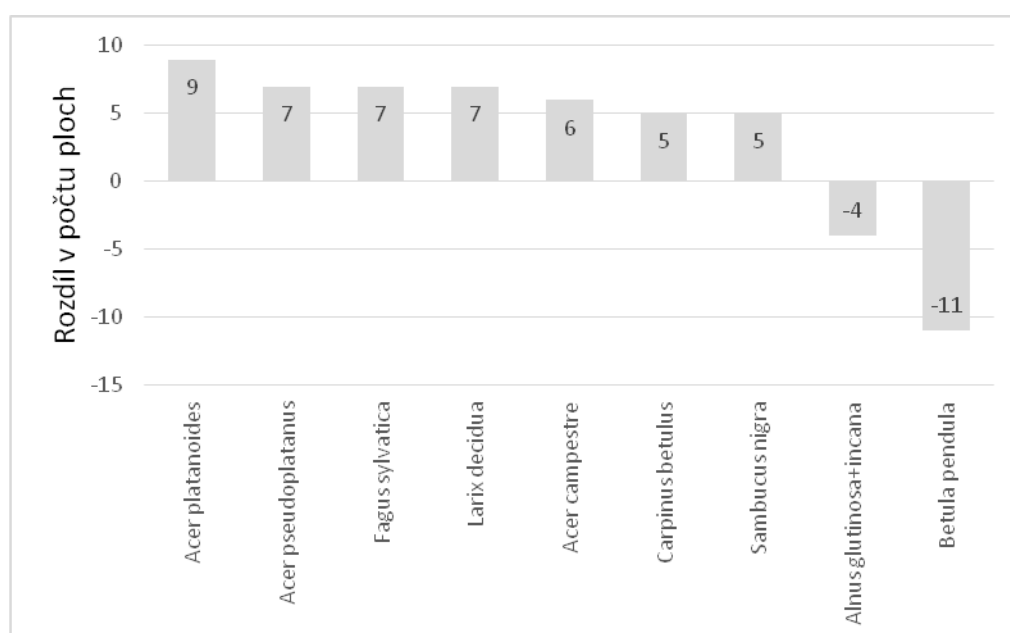 Rozdíl v počtu ploch
10
5
0
-5
-10
-15
9
7
7
7
6
5
5
-4
-11
Acer platanoides
Acer pseudoplatanus
Fagus sylvatica
Larix decidua
Acer campestre
Carpinus betulus
Sambucus nigra
Alnus glutinosa+incana
Betula pendula